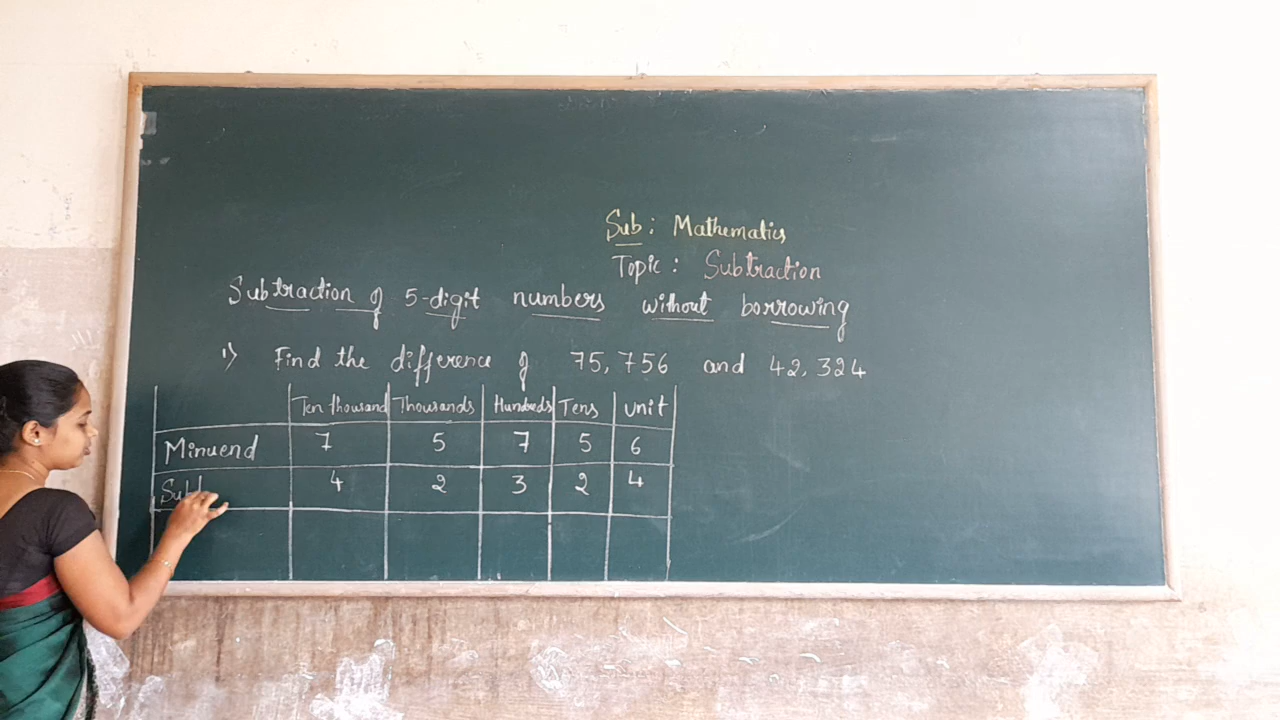 Sub: Mathematics
Topic: Subtraction
Subtraction of 5-digit numbers without borrowing
1) Find the difference of 75,756 and 42,324
Ten thousand Thousands Hundreds Tens unit
Minuend 7 5 7 5 6
Sub 4 2 3 2 4